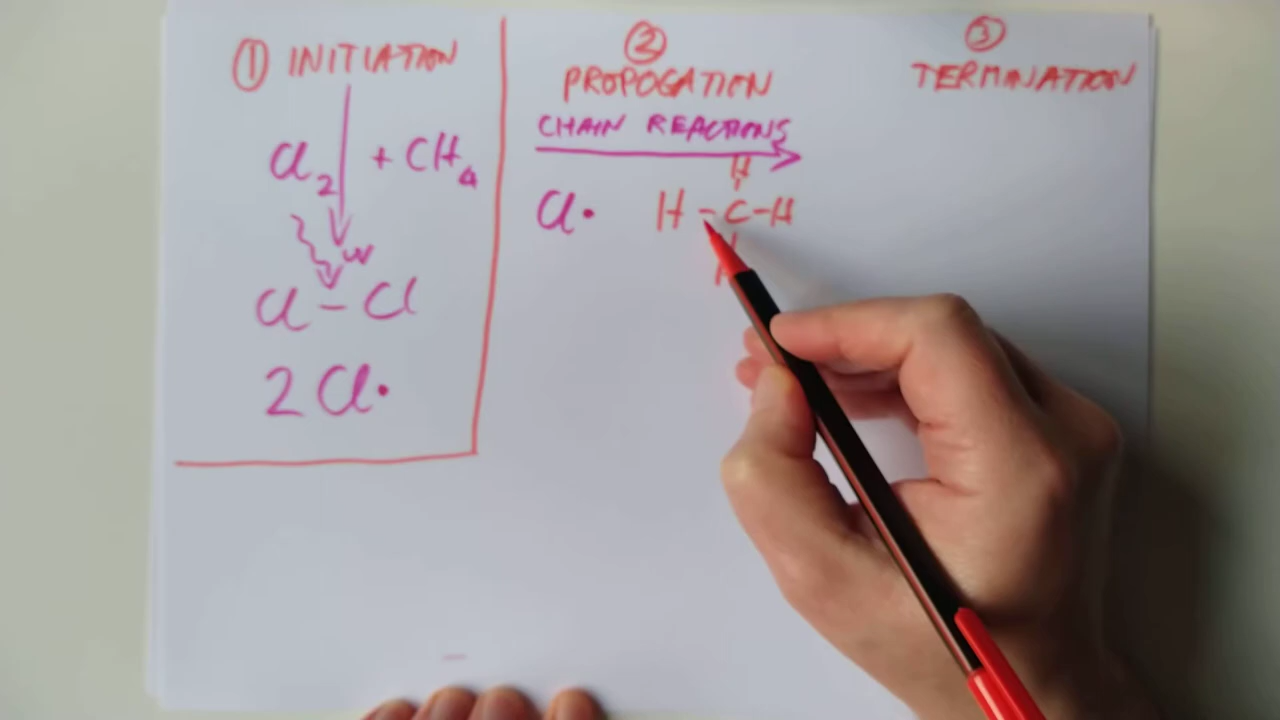 ① INITIATION
Cl2 + CH4
UV
Cl - Cl
2 Cl•
②
PROPOGATION
CHAIN REACTIONS
H
Cl• H - C - H
H
③
TERMINATION